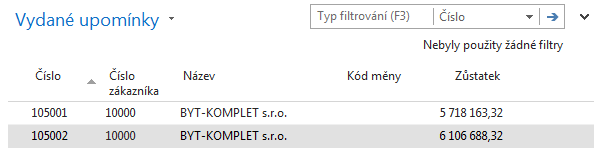 Vydané upomínky
Typ filtrování (F3) Číslo
Nebyly použity žádné filtry
Číslo Číslo zákazníka Název Kód měny Zůstatek
105001 10000 BYT-KOMPLET s.r.o. 5 718 163,32
105002 10000 BYT-KOMPLET s.r.o. 6 106 688,32